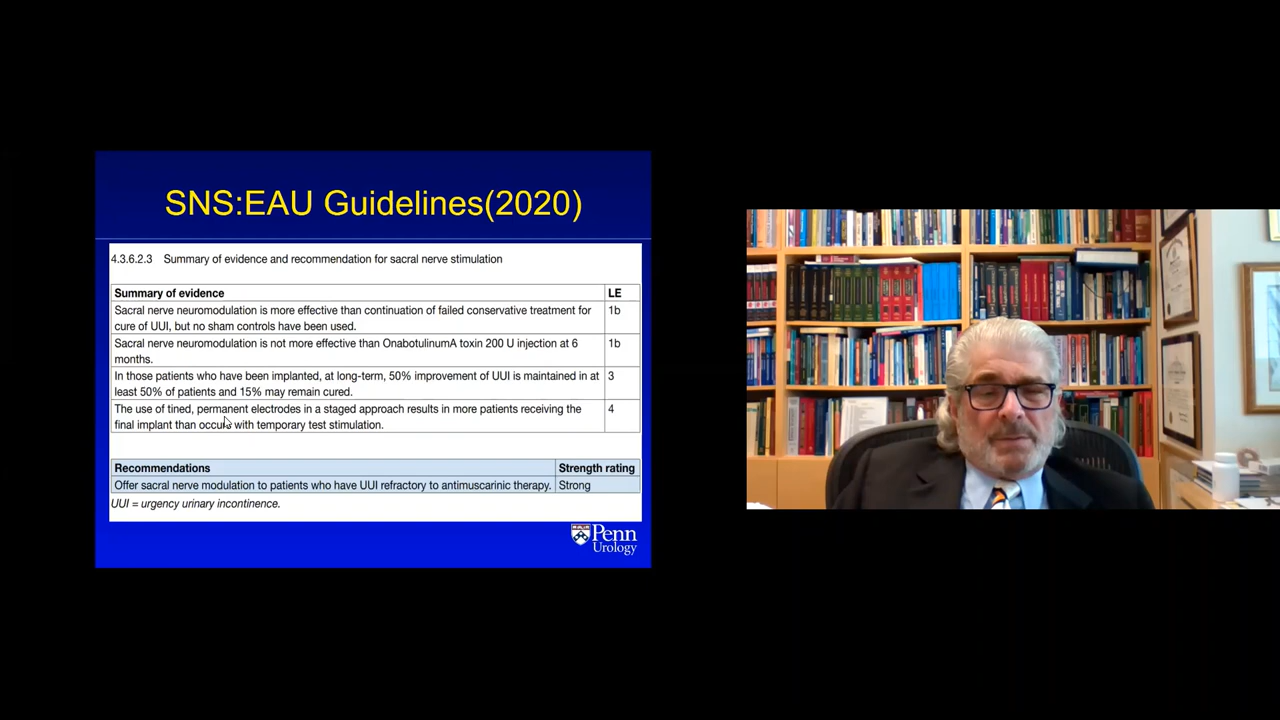 SNS:EAU Guidelines(2020)
4.3.6.2.3 Summary of evidence and recommendation for sacral nerve stimulation
Summary of evidence LE
Sacral nerve neuromodulation is more effective than continuation of failed conservative treatment for 1b
cure of UUI, but no sham controls have been used.
Sacral nerve neuromodulation is not more effective than OnabotulinumA toxin 200 U injection at 6 1b
months.
In those patients who have been implanted, at long-term, 50% improvement of UUI is maintained in at 3
least 50% of patients and 15% may remain cured.
The use of tined, permanent electrodes in a staged approach results in more patients receiving the 4
final implant than occurs with temporary test stimulation.
Recommendations Strength rating
Offer sacral nerve modulation to patients who have UUI refractory to antimuscarinic therapy. Strong
UUI = urgency urinary incontinence.
Penn
Urology